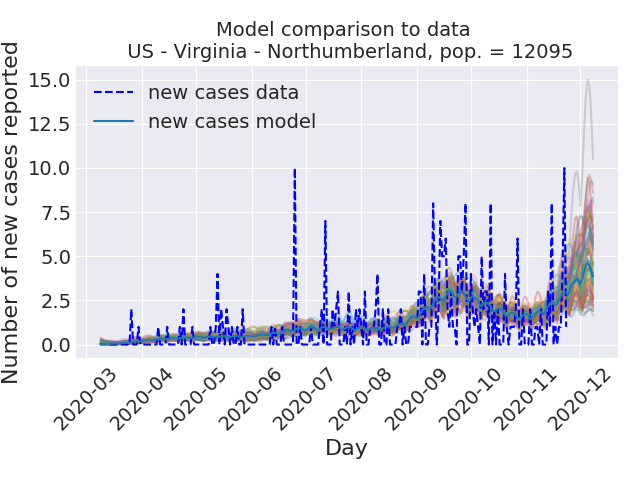 Model comparison to data
US - Virginia - Northumberland, pop. = 12095
Number of new cases reported
15.0
12.5
10.0
7.5
5.0
2.5
0.0
new cases data
new cases model
2020-03
2020-04
2020-05
2020-06
2020-07
2020-08
2020-09
2020-10
2020-11
2020-12
Day